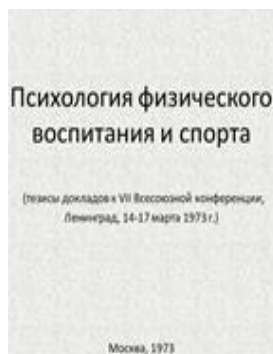 Психология физического
воспитания и спорта
(тезисы докладов к VII Всесоюзной конференции,
Ленинград, 14-17 марта 1973 г.)
Москва, 1973